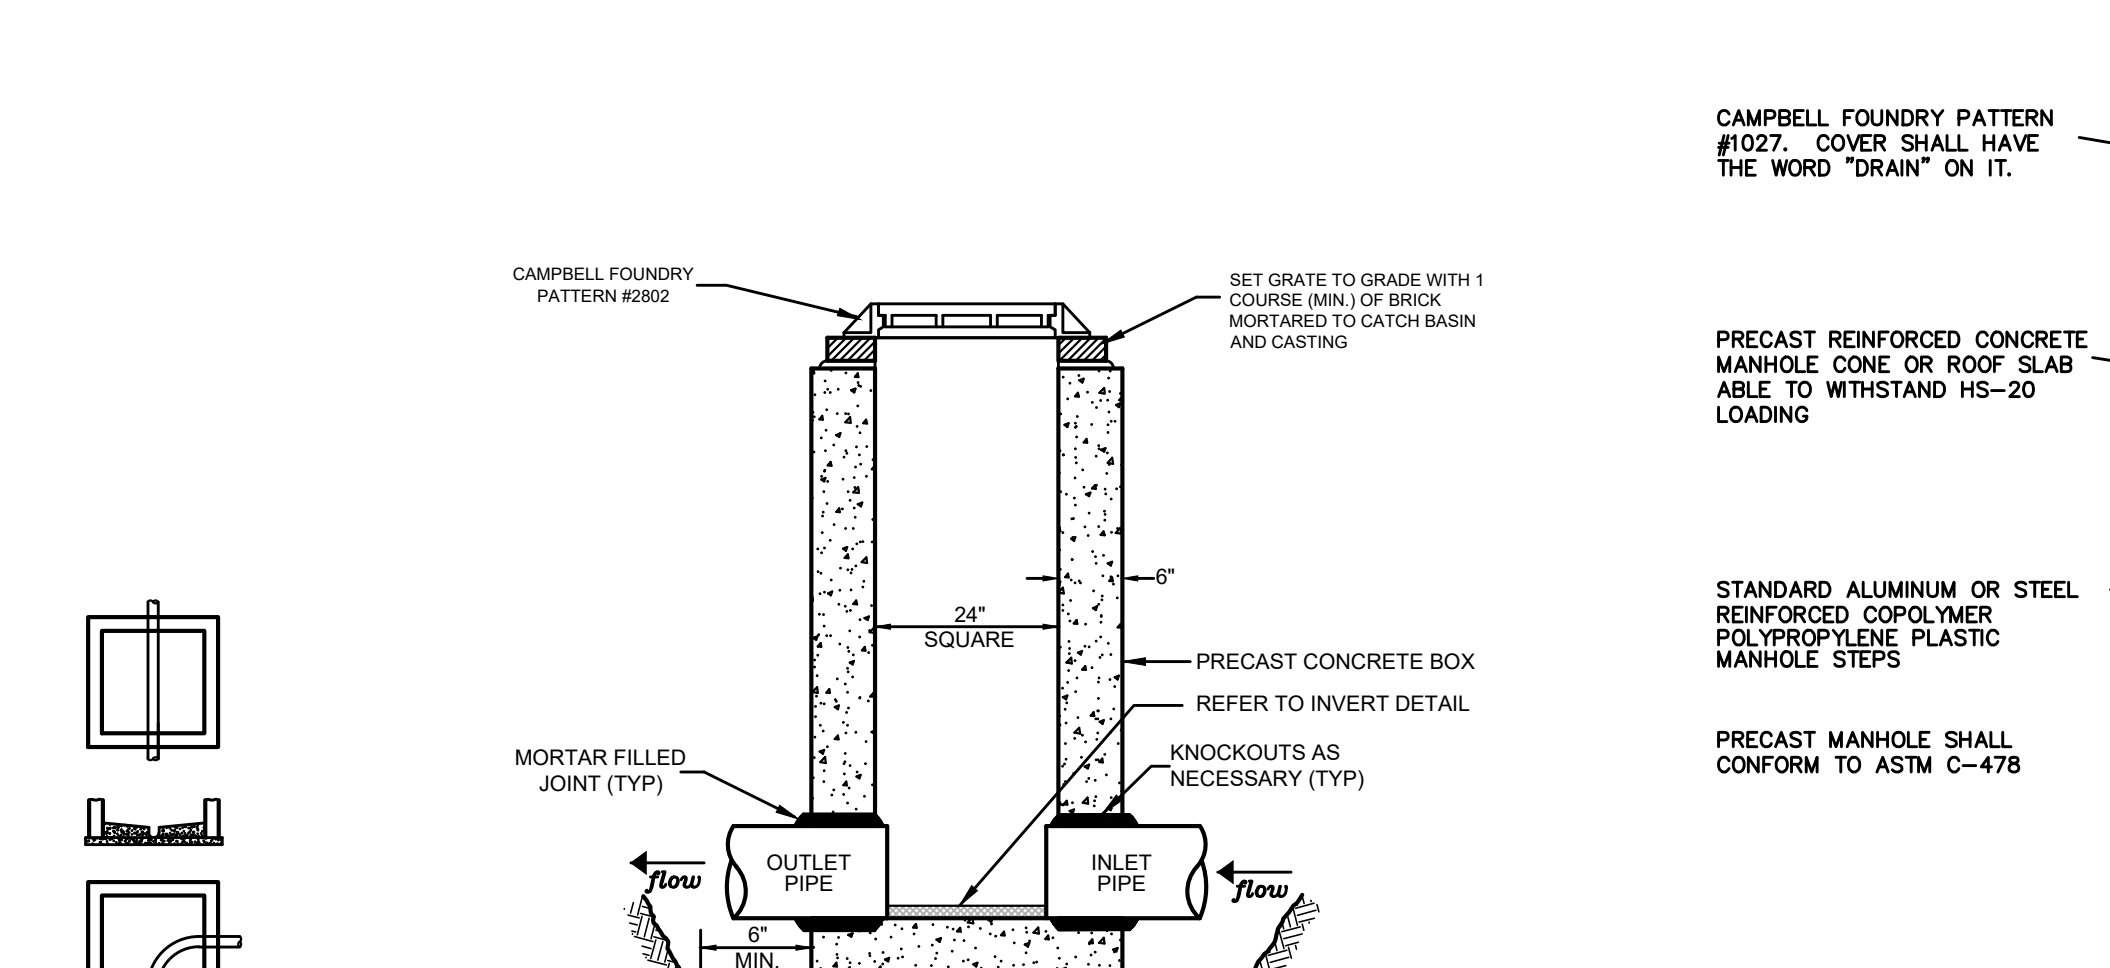 CAMPBELL FOUNDRY
PATTERN #2802
SET GRATE TO GRADE WITH 1
COURSE (MIN.) OF BRICK
MORTARED TO CATCH BASIN
AND CASTING
6"
24"
SQUARE
PRECAST CONCRETE BOX
REFER TO INVERT DETAIL
MORTAR FILLED
JOINT (TYP)
KNOCKOUTS AS
NECESSARY (TYP)
OUTLET
PIPE
INLET
PIPE
flow
flow
6"
MIN.
CAMPBELL FOUNDRY PATTERN
#1027. COVER SHALL HAVE
THE WORD "DRAIN" ON IT.
PRECAST REINFORCED CONCRETE
MANHOLE CONE OR ROOF SLAB
ABLE TO WITHSTAND HS-20
LOADING
STANDARD ALUMINUM OR STEEL
REINFORCED COPOLYMER
POLYPROPYLENE PLASTIC
MANHOLE STEPS
PRECAST MANHOLE SHALL
CONFORM TO ASTM C-478